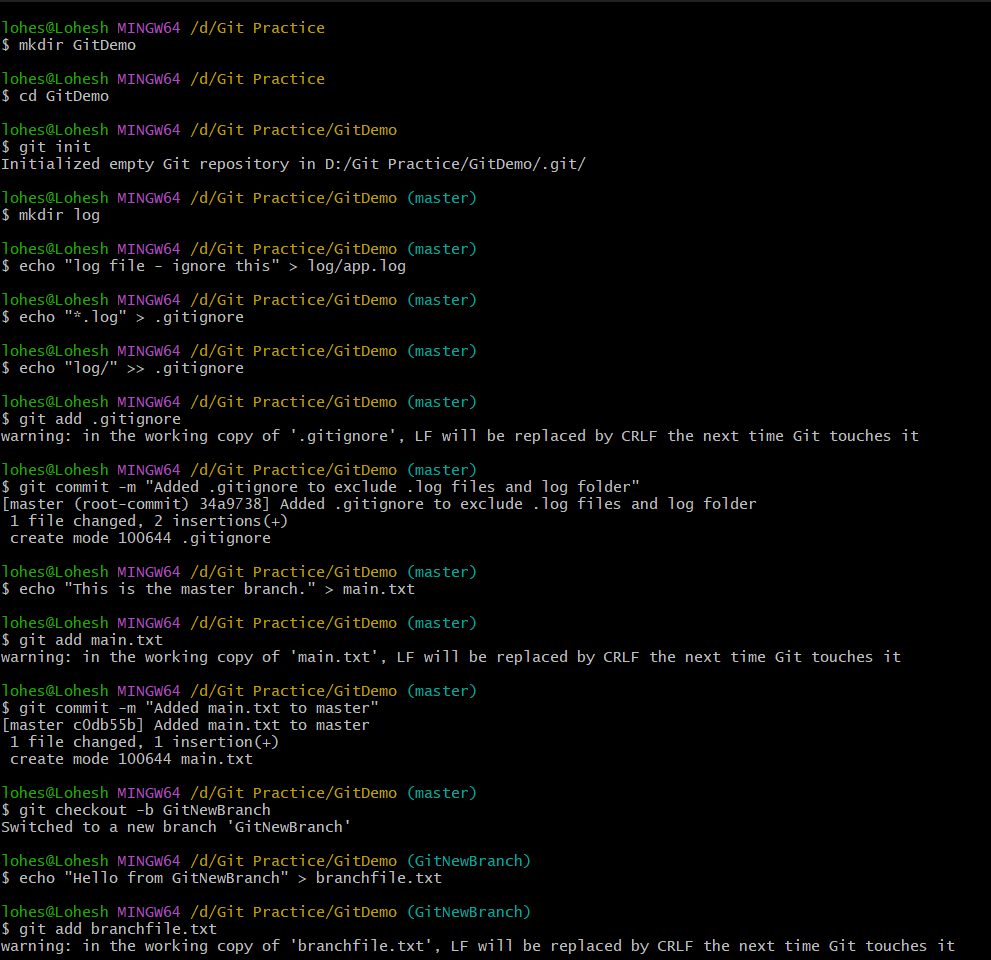 lohes@Lohesh MINGW64 /d/Git Practice
$ mkdir GitDemo
lohes@Lohesh MINGW64 /d/Git Practice
$ cd GitDemo
lohes@Lohesh MINGW64 /d/Git Practice/GitDemo
$ git init
Initialized empty Git repository in D:/Git Practice/GitDemo/.git/
lohes@Lohesh MINGW64 /d/Git Practice/GitDemo (master)
$ mkdir log
lohes@Lohesh MINGW64 /d/Git Practice/GitDemo (master)
$ echo "log file - ignore this" > log/app.log
lohes@Lohesh MINGW64 /d/Git Practice/GitDemo (master)
$ echo "*.log" > .gitignore
lohes@Lohesh MINGW64 /d/Git Practice/GitDemo (master)
$ echo "log/" >> .gitignore
lohes@Lohesh MINGW64 /d/Git Practice/GitDemo (master)
$ git add .gitignore
warning: in the working copy of '.gitignore', LF will be replaced by CRLF the next time Git touches it
lohes@Lohesh MINGW64 /d/Git Practice/GitDemo (master)
$ git commit -m "Added .gitignore to exclude .log files and log folder"
[master (root-commit) 34a9738] Added .gitignore to exclude .log files and log folder
 1 file changed, 2 insertions(+)
 create mode 100644 .gitignore
lohes@Lohesh MINGW64 /d/Git Practice/GitDemo (master)
$ echo "This is the master branch." > main.txt
lohes@Lohesh MINGW64 /d/Git Practice/GitDemo (master)
$ git add main.txt
warning: in the working copy of 'main.txt', LF will be replaced by CRLF the next time Git touches it
lohes@Lohesh MINGW64 /d/Git Practice/GitDemo (master)
$ git commit -m "Added main.txt to master"
[master c0db55b] Added main.txt to master
 1 file changed, 1 insertion(+)
 create mode 100644 main.txt
lohes@Lohesh MINGW64 /d/Git Practice/GitDemo (master)
$ git checkout -b GitNewBranch
Switched to a new branch 'GitNewBranch'
lohes@Lohesh MINGW64 /d/Git Practice/GitDemo (GitNewBranch)
$ echo "Hello from GitNewBranch" > branchfile.txt
lohes@Lohesh MINGW64 /d/Git Practice/GitDemo (GitNewBranch)
$ git add branchfile.txt
warning: in the working copy of 'branchfile.txt', LF will be replaced by CRLF the next time Git touches it